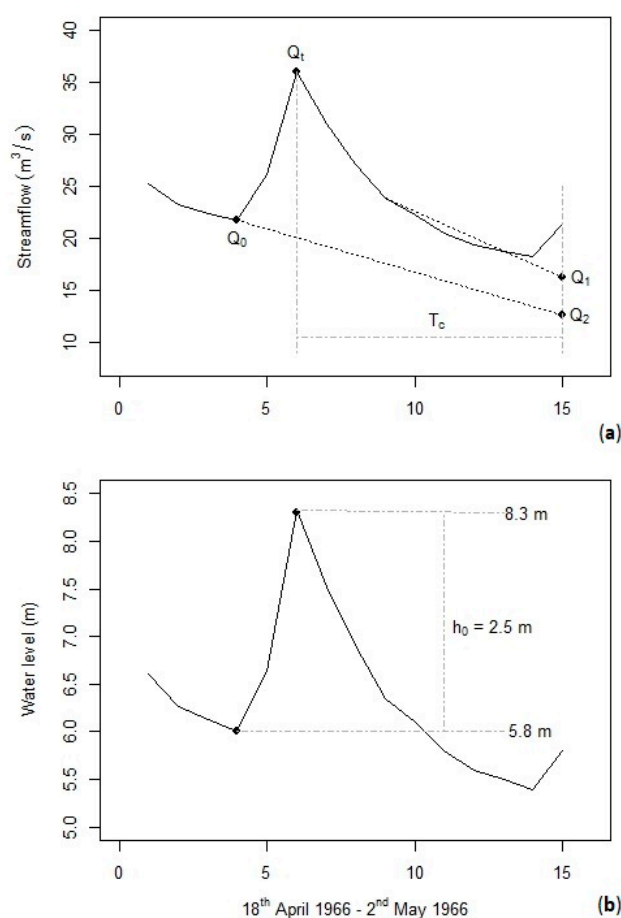 40
35
30
25
20
15
10
Streamflow (m³/s)
Qt
Q0
Q1
Q2
Tc
0 5 10 15
(a)
8.5
8.0
7.5
7.0
6.5
6.0
5.5
5.0
Water level (m)
8.3 m
h₀ = 2.5 m
5.8 m
0 5 10 15
18th April 1966 - 2nd May 1966
(b)